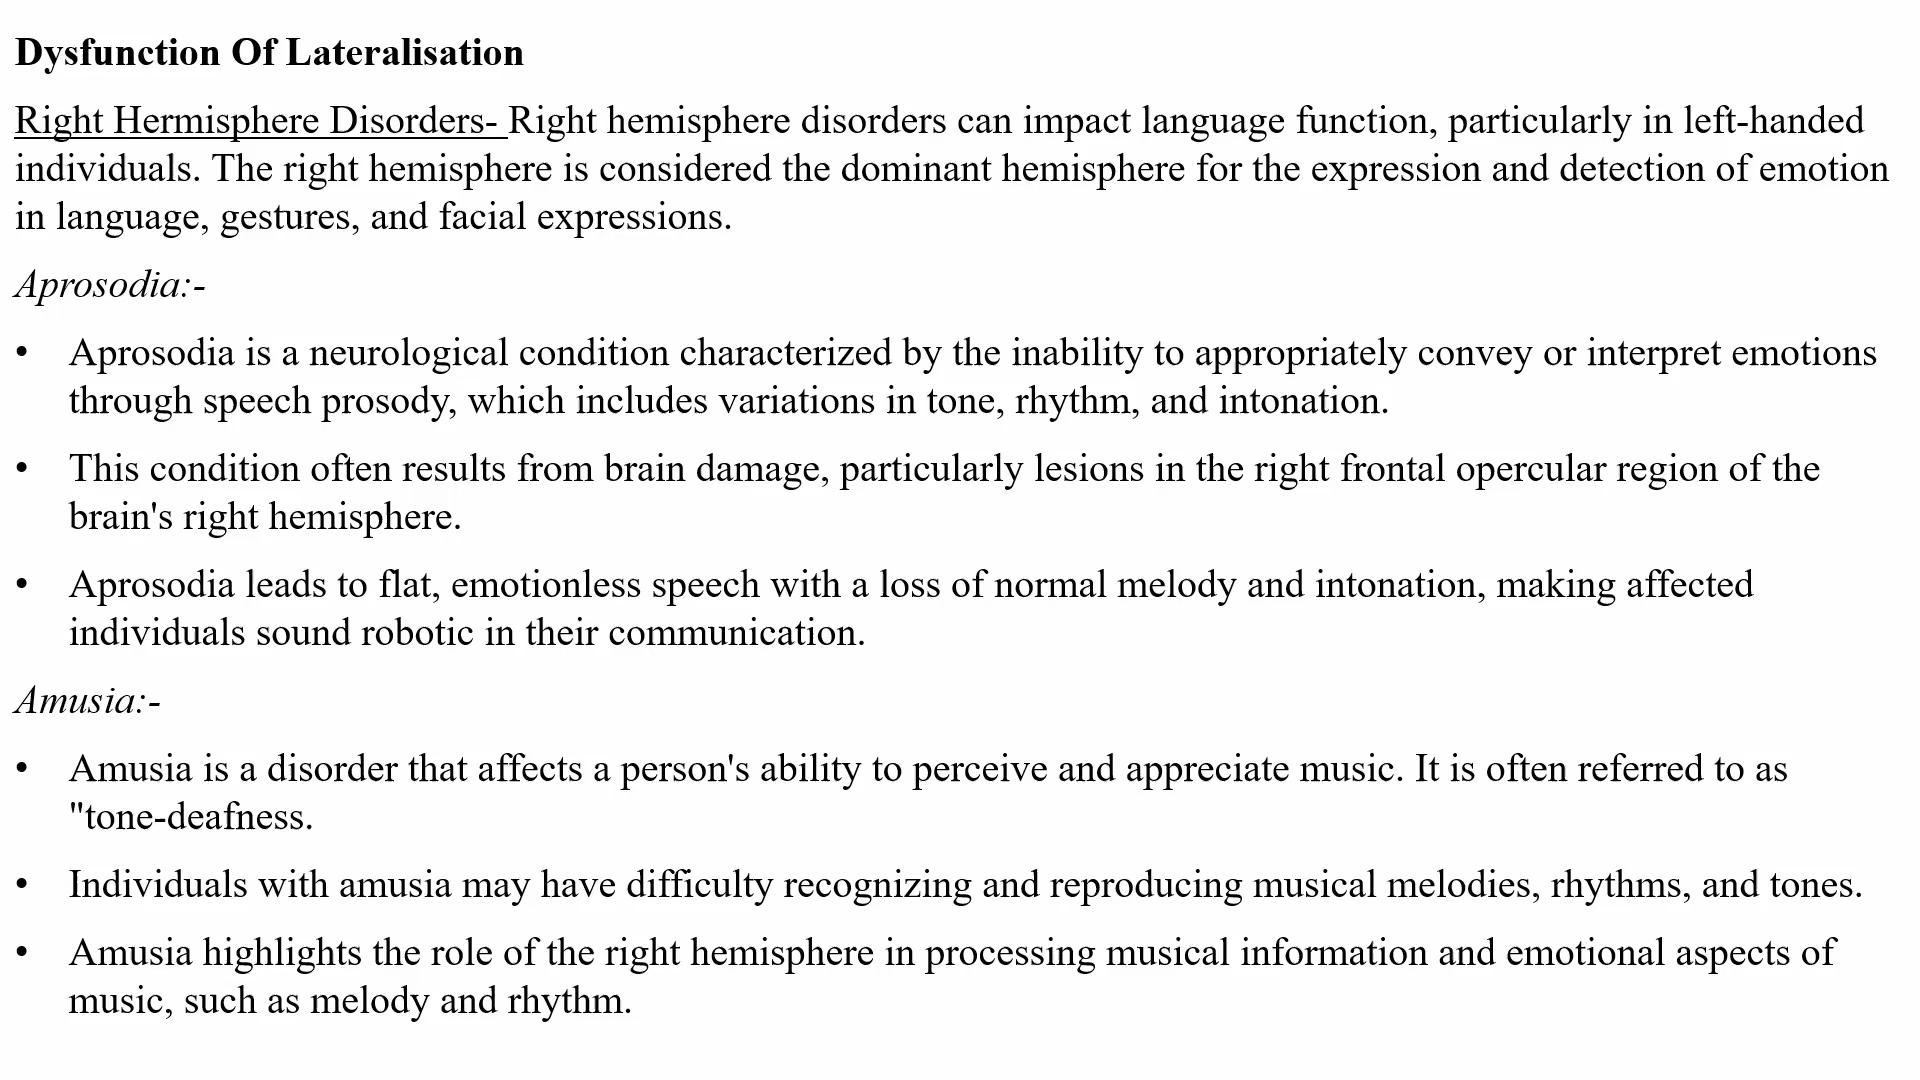 Dysfunction Of Lateralisation
Right Hermisphere Disorders- Right hemisphere disorders can impact language function, particularly in left-handed
individuals. The right hemisphere is considered the dominant hemisphere for the expression and detection of emotion
in language, gestures, and facial expressions.
Aprosodia:-
• Aprosodia is a neurological condition characterized by the inability to appropriately convey or interpret emotions
through speech prosody, which includes variations in tone, rhythm, and intonation.
• This condition often results from brain damage, particularly lesions in the right frontal opercular region of the
brain's right hemisphere.
• Aprosodia leads to flat, emotionless speech with a loss of normal melody and intonation, making affected
individuals sound robotic in their communication.
Amusia:-
• Amusia is a disorder that affects a person's ability to perceive and appreciate music. It is often referred to as
"tone-deafness.
• Individuals with amusia may have difficulty recognizing and reproducing musical melodies, rhythms, and tones.
• Amusia highlights the role of the right hemisphere in processing musical information and emotional aspects of
music, such as melody and rhythm.